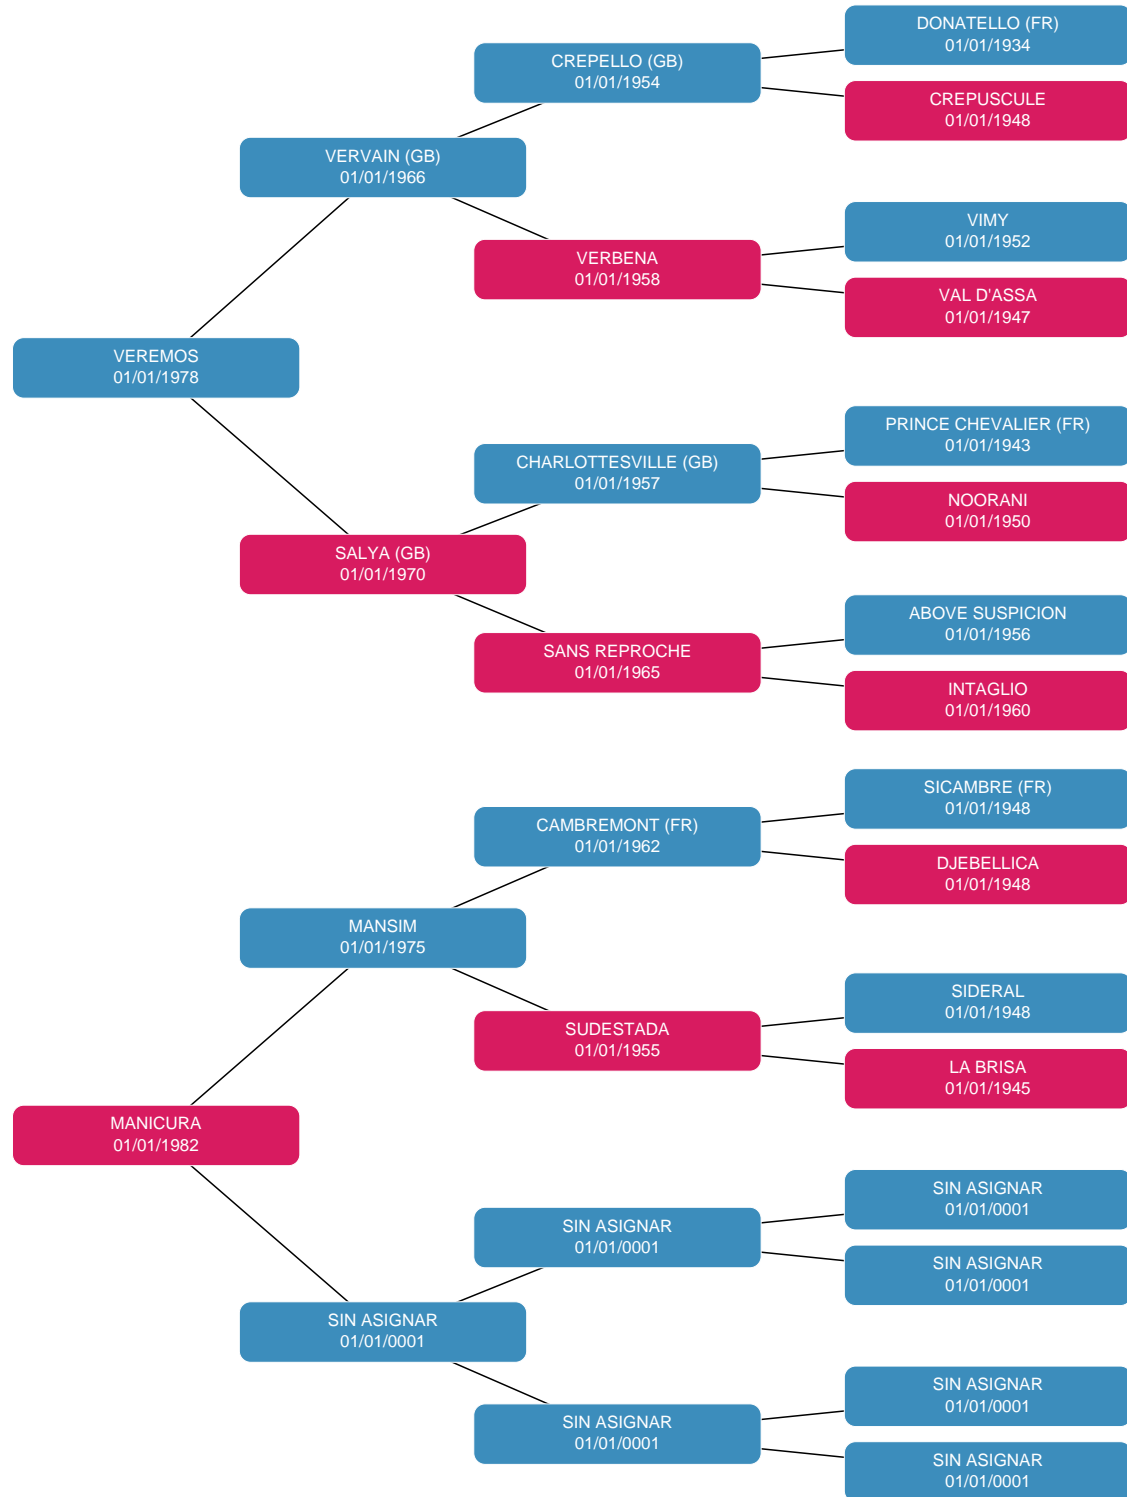 DONATELLO (FR)
01/01/1934
CREPELLO (GB)
01/01/1954
CREPUSCULE
01/01/1948
VERVAIN (GB)
01/01/1966
VIMY
01/01/1952
VERBENA
01/01/1958
VAL D'ASSA
01/01/1947
VEREMOS
01/01/1978
PRINCE CHEVALIER (FR)
01/01/1943
CHARLOTTESVILLE (GB)
01/01/1957
NOORANI
01/01/1950
SALYA (GB)
01/01/1970
ABOVE SUSPICION
01/01/1956
SANS REPROCHE
01/01/1965
INTAGLIO
01/01/1960
SICAMBRE (FR)
01/01/1948
CAMBREMONT (FR)
01/01/1962
DJEBELLICA
01/01/1948
MANSIM
01/01/1975
SIDERAL
01/01/1948
SUDESTADA
01/01/1955
LA BRISA
01/01/1945
MANICURA
01/01/1982
SIN ASIGNAR
01/01/0001
SIN ASIGNAR
01/01/0001
SIN ASIGNAR
01/01/0001
SIN ASIGNAR
01/01/0001
SIN ASIGNAR
01/01/0001
SIN ASIGNAR
01/01/0001
SIN ASIGNAR
01/01/0001